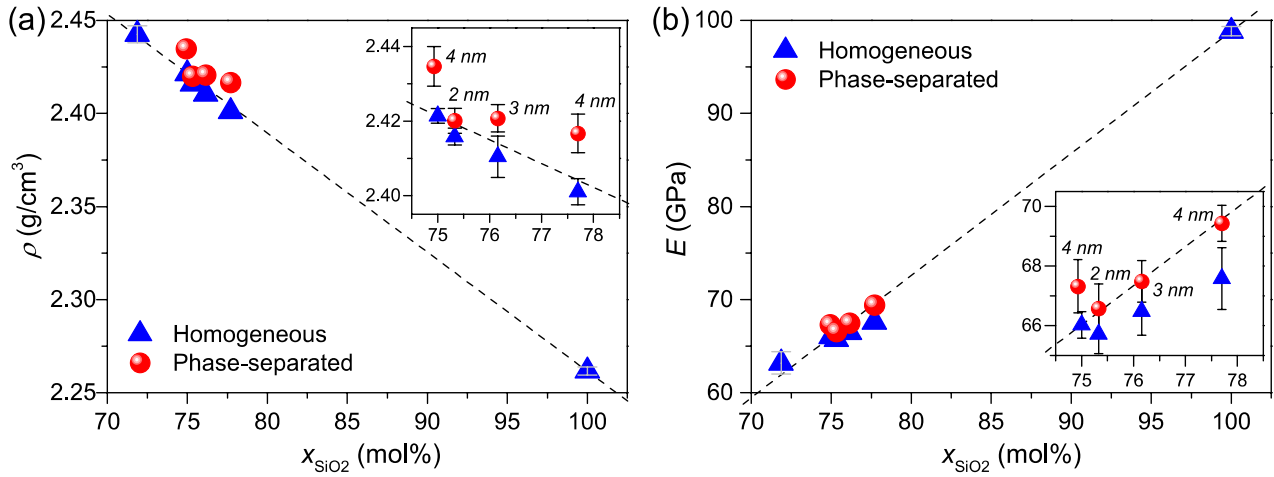 (a)
2.45
2.40
2.35
2.30
2.25
ρ (g/cm³)
70 75 80 85 90 95 100
x_SiO2 (mol%)
Homogeneous
Phase-separated
2.44
2.42
2.40
75 76 77 78
4 nm
2 nm
3 nm
4 nm
(b)
100
90
80
70
60
E (GPa)
70 75 80 85 90 95 100
x_SiO2 (mol%)
Homogeneous
Phase-separated
70
68
66
75 76 77 78
4 nm
2 nm
3 nm
4 nm